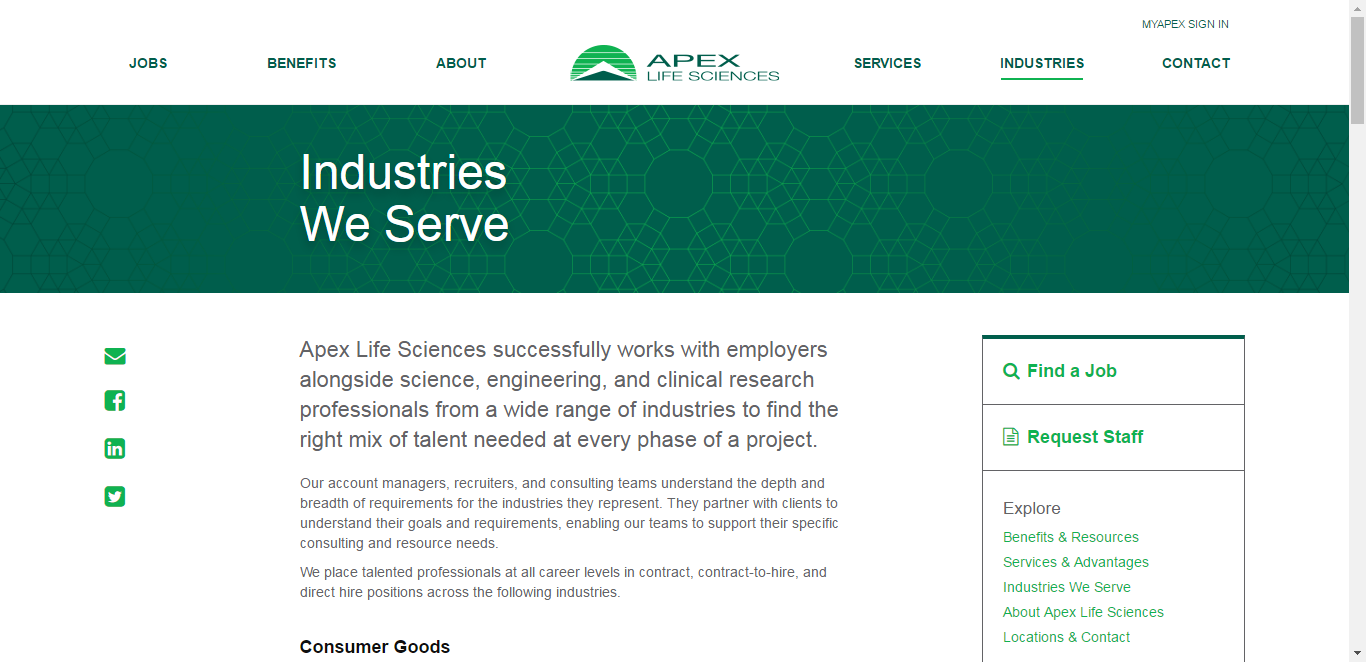 MYAPEX SIGN IN
JOBS
BENEFITS
ABOUT
APEX
LIFE SCIENCES
SERVICES
INDUSTRIES
CONTACT
Industries
We Serve
Apex Life Sciences successfully works with employers
alongside science, engineering, and clinical research
professionals from a wide range of industries to find the
right mix of talent needed at every phase of a project.
Our account managers, recruiters, and consulting teams understand the depth and
breadth of requirements for the industries they represent. They partner with clients to
understand their goals and requirements, enabling our teams to support their specific
consulting and resource needs.
We place talented professionals at all career levels in contract, contract-to-hire, and
direct hire positions across the following industries.
Consumer Goods
Find a Job
Request Staff
Explore
Benefits & Resources
Services & Advantages
Industries We Serve
About Apex Life Sciences
Locations & Contact